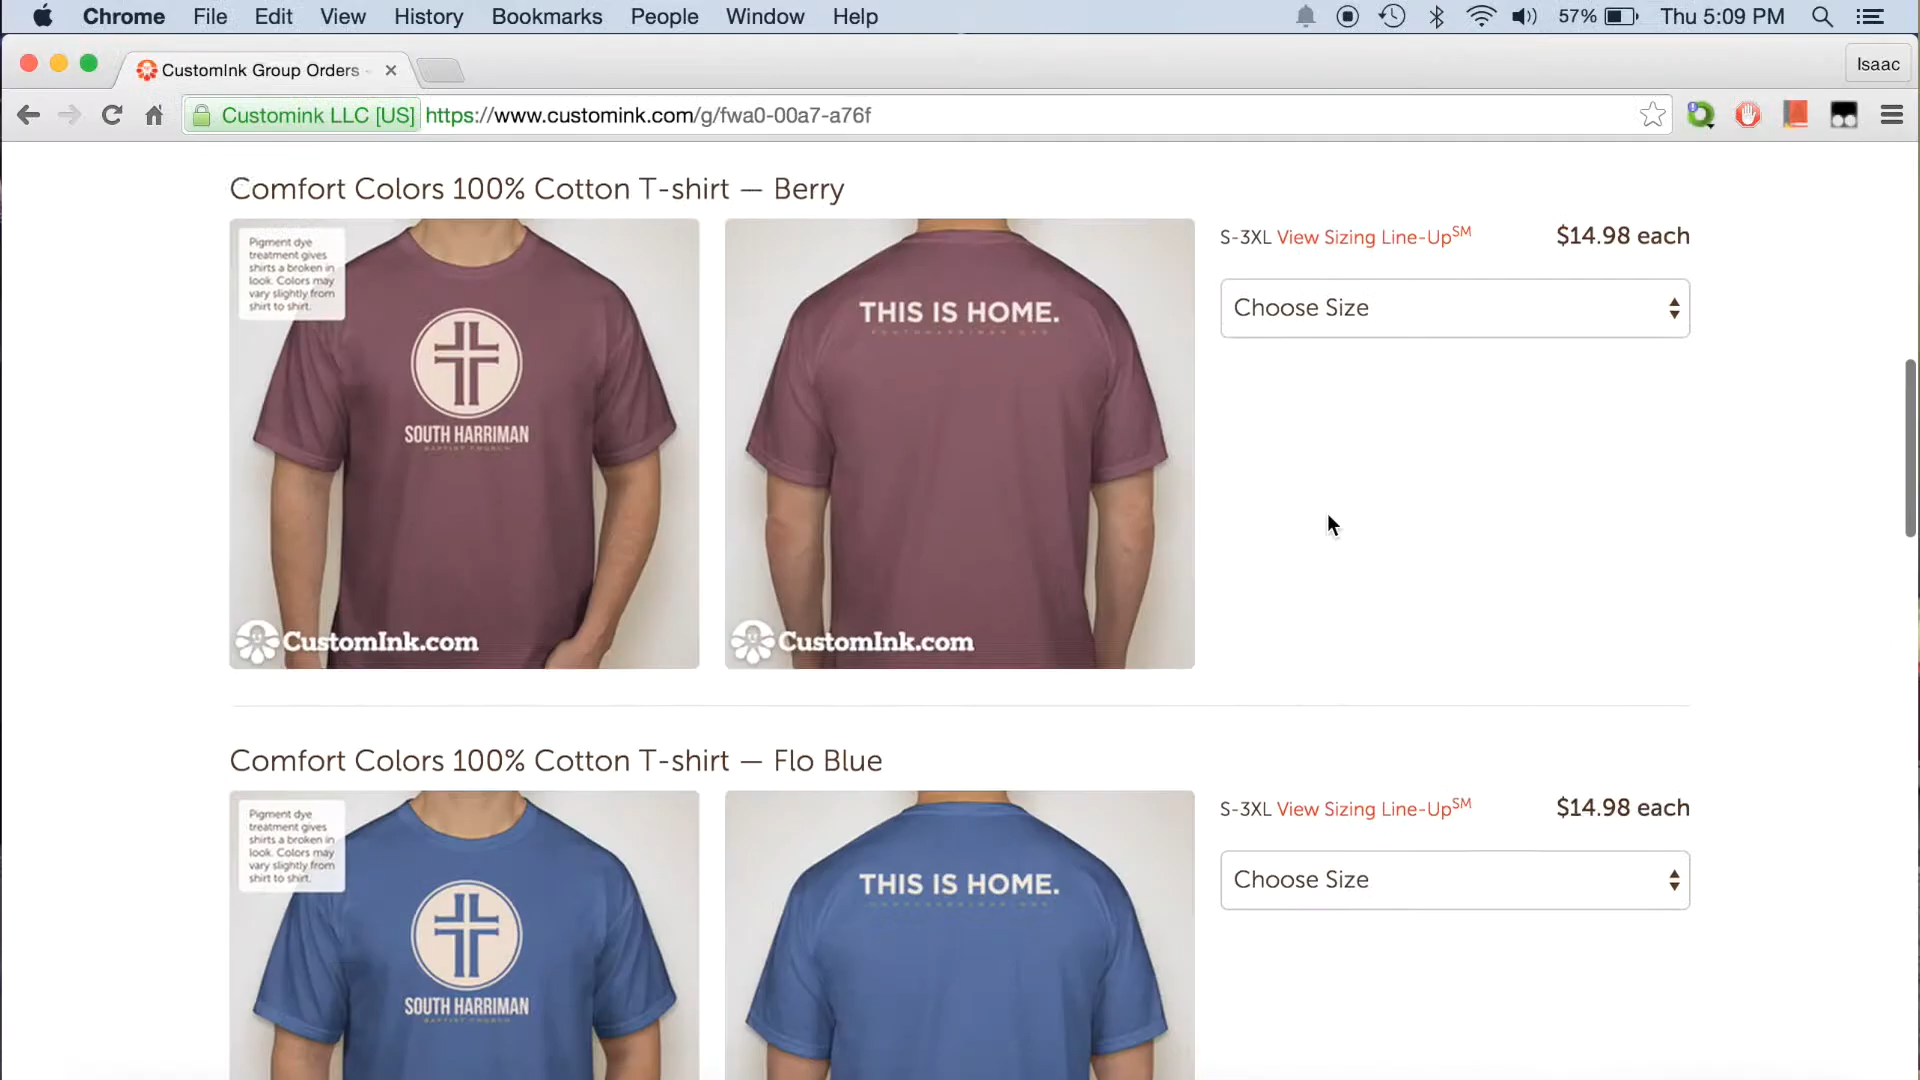 Chrome File Edit View History Bookmarks People Window Help 57% Thu 5:09 PM
CustomInk Group Orders - Isaac
Customink LLC [US] https://www.customink.com/g/fwa0-00a7-a76f
Comfort Colors 100% Cotton T-shirt — Berry
Pigment dye
treatment gives
shirts a broken in
look. Colors may
vary slightly from
shirt to shirt.
SOUTH HARRIMAN
BAPTIST CHURCH
CustomInk.com
THIS IS HOME.
CustomInk.com
S-3XL View Sizing Line-Up℠ $14.98 each
Choose Size
Comfort Colors 100% Cotton T-shirt — Flo Blue
Pigment dye
treatment gives
shirts a broken in
look. Colors may
vary slightly from
shirt to shirt.
SOUTH HARRIMAN
BAPTIST CHURCH
THIS IS HOME.
S-3XL View Sizing Line-Up℠ $14.98 each
Choose Size